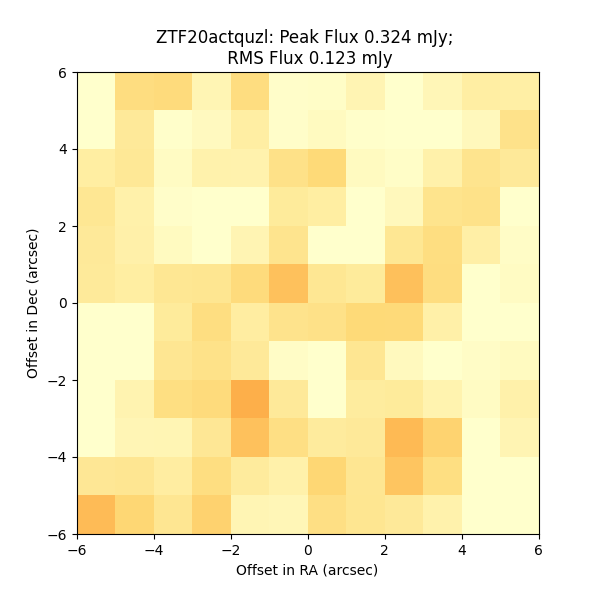 ZTF20actquzl: Peak Flux 0.324 mJy;
RMS Flux 0.123 mJy
6
4
2
0
−2
−4
−6
Offset in Dec (arcsec)
−6 −4 −2 0 2 4 6
Offset in RA (arcsec)